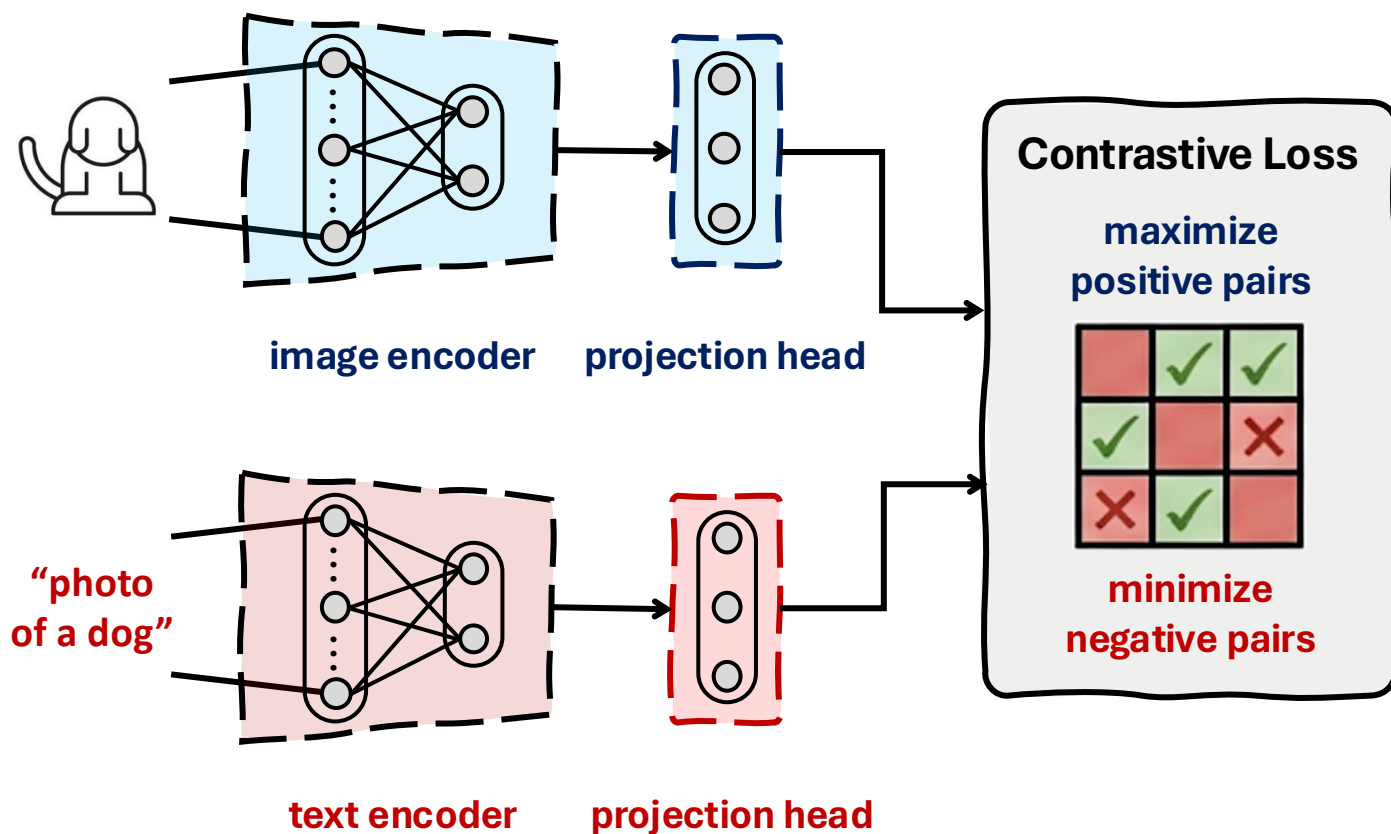 Contrastive Loss
maximize
positive pairs
image encoder
projection head
“photo
of a dog”
minimize
negative pairs
text encoder
projection head